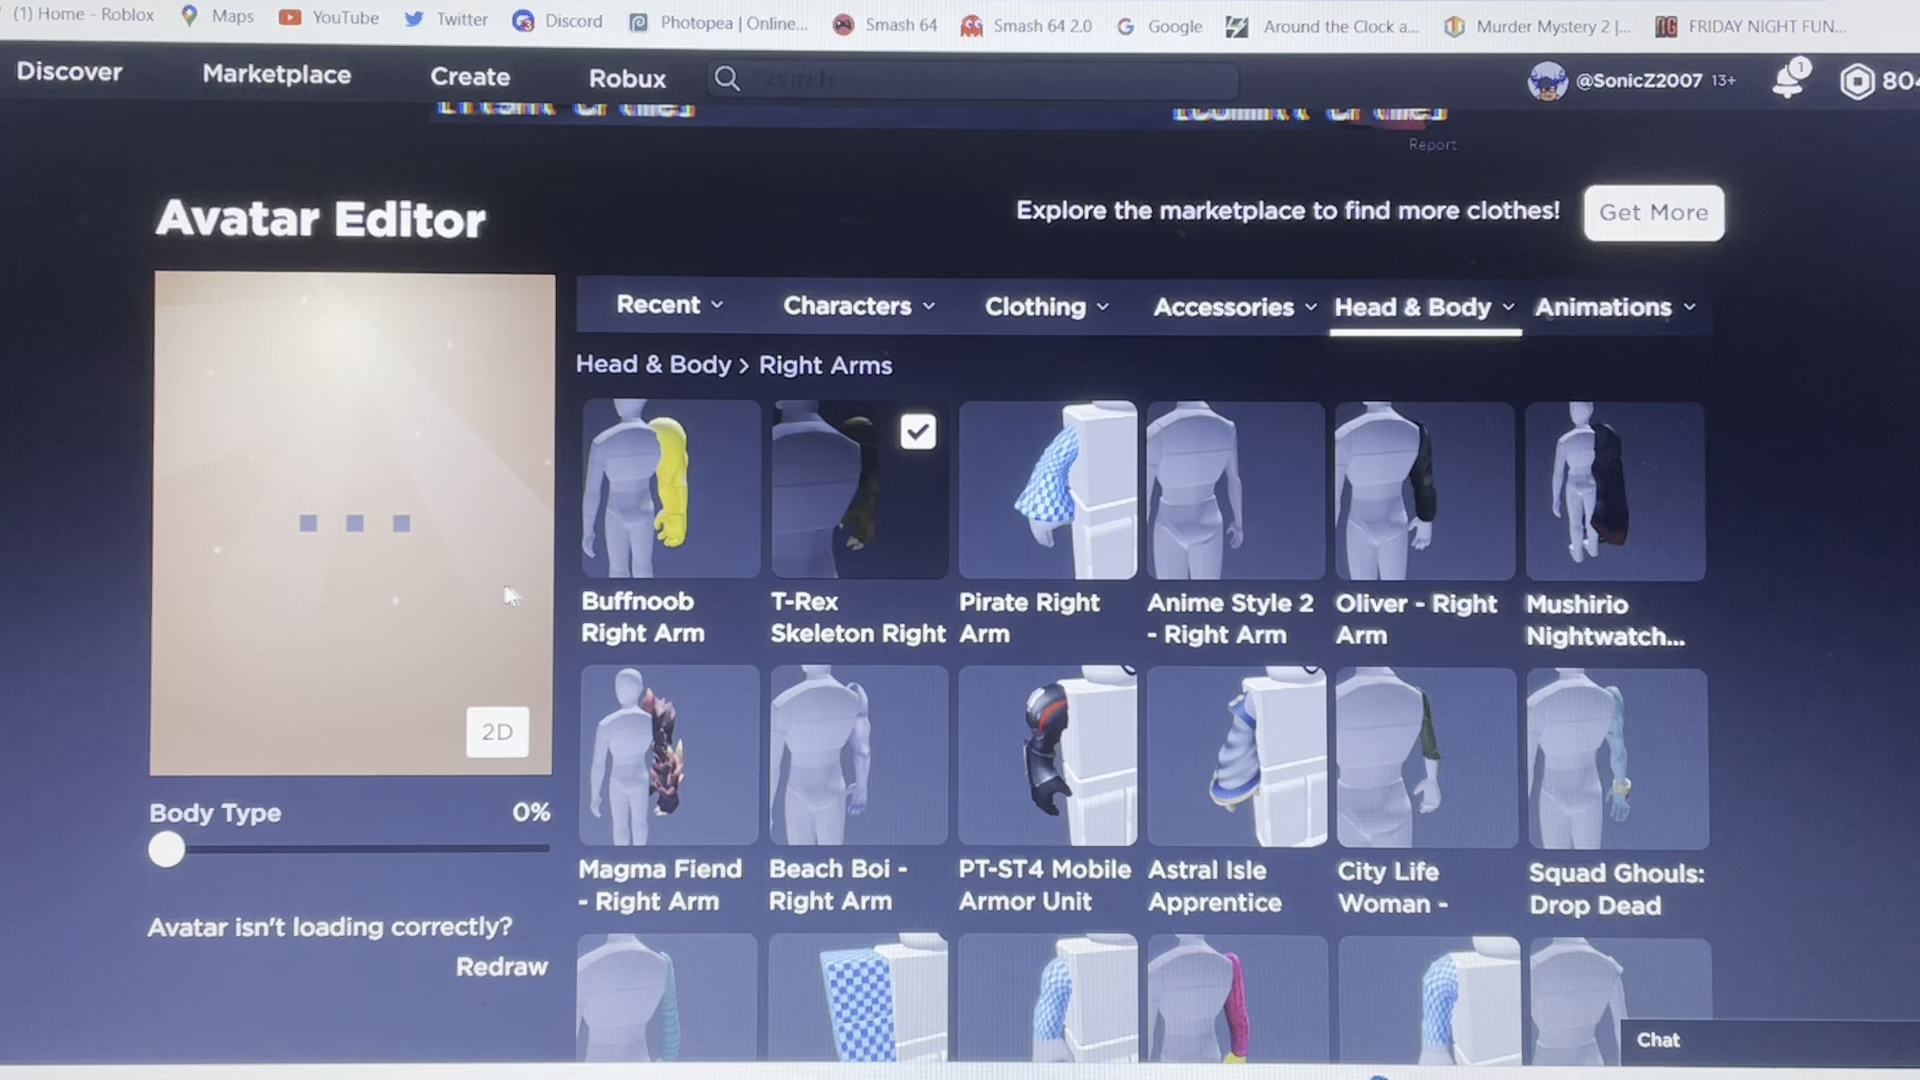 (1) Home - Roblox
Maps
YouTube
Twitter
Discord
Photopea | Online...
Smash 64
Smash 64 2.0
Google
Around the Clock a...
Murder Mystery 2 |...
FRIDAY NIGHT FUN...
Discover
Marketplace
Create
Robux
Search
@SonicZ2007 13+
1
804
Report
Avatar Editor
Explore the marketplace to find more clothes!
Get More
Recent
Characters
Clothing
Accessories
Head & Body
Animations
Head & Body > Right Arms
Buffnoob
Right Arm
T-Rex
Skeleton Right
Pirate Right
Arm
Anime Style 2
- Right Arm
Oliver - Right
Arm
Mushirio
Nightwatch...
2D
Body Type
0%
Magma Fiend
- Right Arm
Beach Boi -
Right Arm
PT-ST4 Mobile
Armor Unit
Astral Isle
Apprentice
City Life
Woman -
Squad Ghouls:
Drop Dead
Avatar isn't loading correctly?
Redraw
Chat